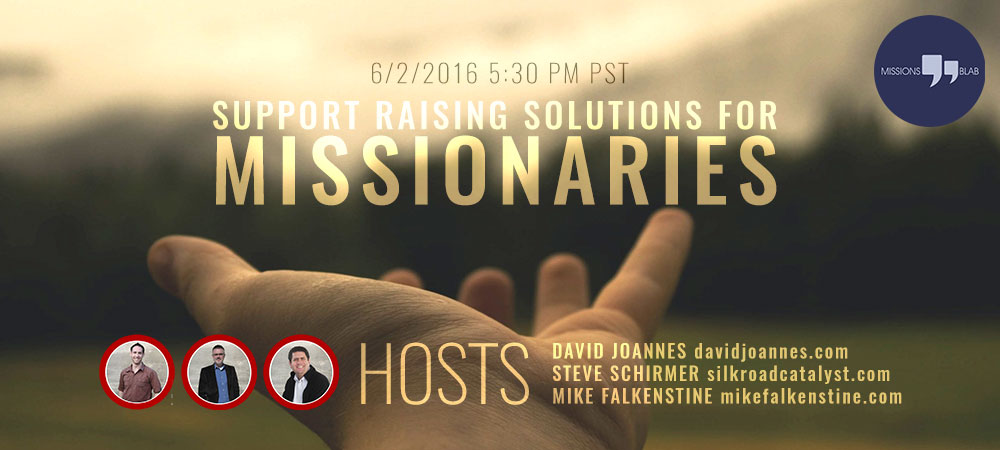 6/2/2016 5:30 PM PST
SUPPORT RAISING SOLUTIONS FOR
MISSIONARIES
MISSIONS BLAB
HOSTS
DAVID JOANNES davidjoannes.com
STEVE SCHIRMER silkroadcatalyst.com
MIKE FALKENSTINE mikefalkenstine.com